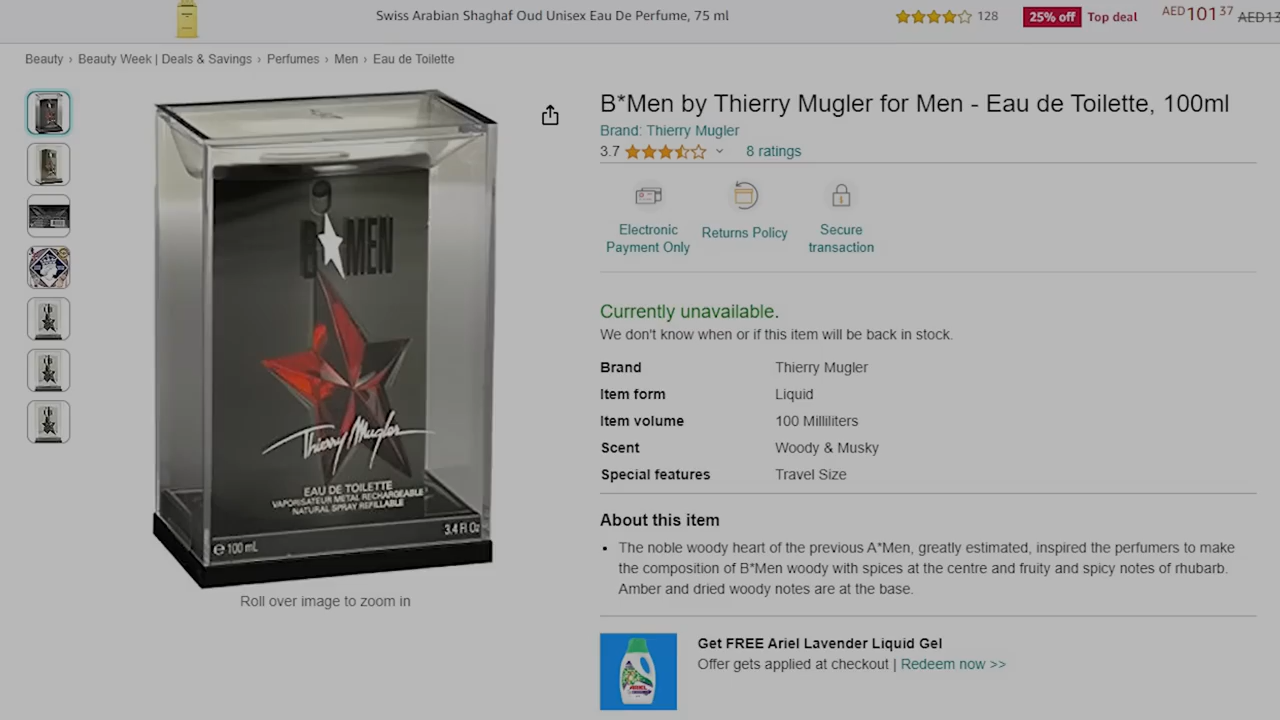 Swiss Arabian Shaghaf Oud Unisex Eau De Perfume, 75 ml
128
25% off Top deal
AED101 37
Beauty › Beauty Week | Deals & Savings › Perfumes › Men › Eau de Toilette
B*Men by Thierry Mugler for Men - Eau de Toilette, 100ml
Brand: Thierry Mugler
3.7
8 ratings
Electronic
Payment Only
Returns Policy
Secure
transaction
Currently unavailable.
We don't know when or if this item will be back in stock.
Brand Thierry Mugler
Item form Liquid
Item volume 100 Milliliters
Scent Woody & Musky
Special features Travel Size
About this item
• The noble woody heart of the previous A*Men, greatly estimated, inspired the perfumers to make
the composition of B*Men woody with spices at the centre and fruity and spicy notes of rhubarb.
Amber and dried woody notes are at the base.
Get FREE Ariel Lavender Liquid Gel
Offer gets applied at checkout | Redeem now >>
B*MEN
Thierry Mugler
EAU DE TOILETTE
VAPORISATEUR METAL RECHARGEABLE
NATURAL SPRAY REFILLABLE
e 100 mL
3.4 Fl Oz
Roll over image to zoom in